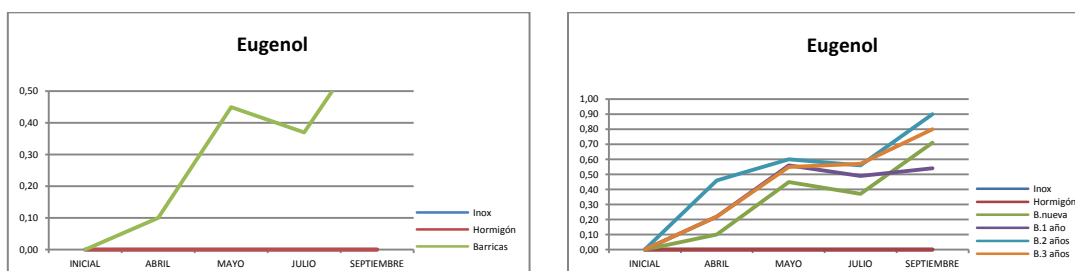 Eugenol
0,50
0,40
0,30
0,20
0,10
0,00
INICIAL ABRIL MAYO JULIO SEPTIEMBRE
Inox
Hormigón
Barricas
Eugenol
1,00
0,90
0,80
0,70
0,60
0,50
0,40
0,30
0,20
0,10
0,00
INICIAL ABRIL MAYO JULIO SEPTIEMBRE
Inox
Hormigón
B.nueva
B.1 año
B.2 años
B.3 años